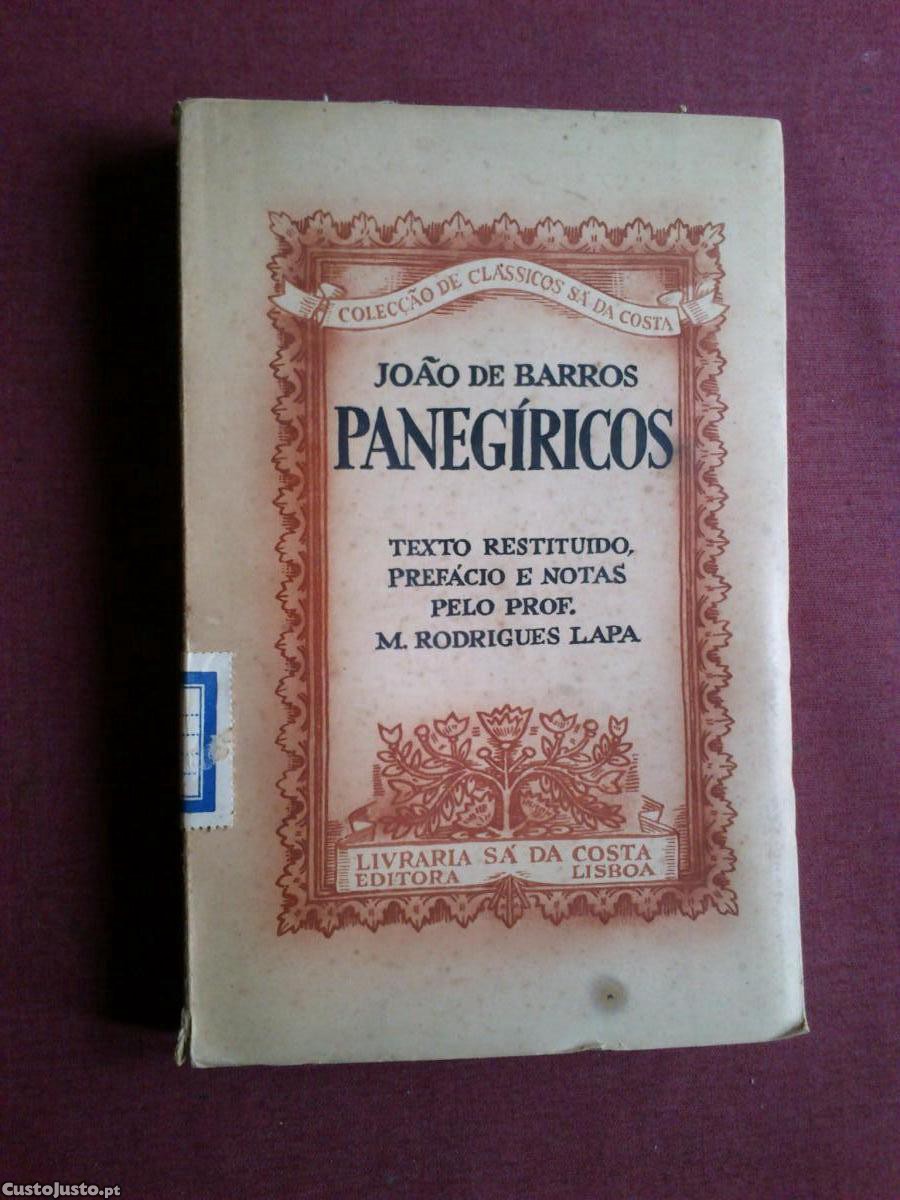 COLECÇÃO DE CLÁSSICOS SÁ DA COSTA
JOÃO DE BARROS
PANEGÍRICOS
TEXTO RESTITUIDO,
PREFÁCIO E NOTAS
PELO PROF.
M. RODRIGUES LAPA
LIVRARIA SÁ DA COSTA
EDITORA LISBOA
CustoJusto.pt